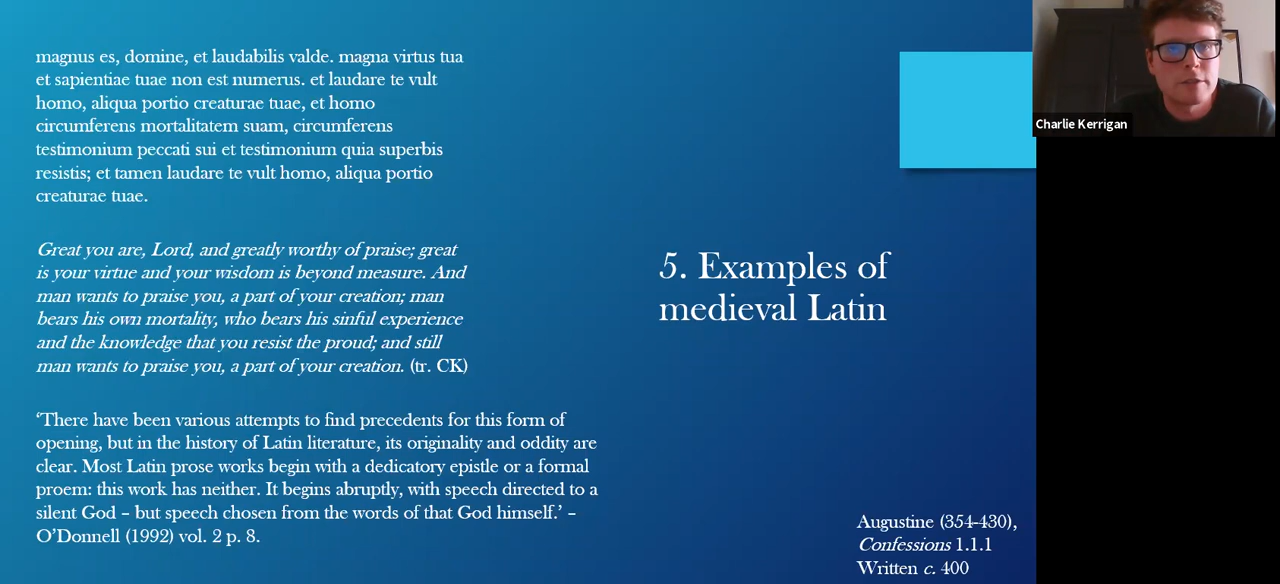 magnus es, domine, et laudabilis valde. magna virtus tua
et sapientiae tuae non est numerus. et laudare te vult
homo, aliqua portio creaturae tuae, et homo
circumferens mortalitatem suam, circumferens
testimonium peccati sui et testimonium quia superbis
resistis; et tamen laudare te vult homo, aliqua portio
creaturae tuae.
Great you are, Lord, and greatly worthy of praise; great
is your virtue and your wisdom is beyond measure. And
man wants to praise you, a part of your creation; man
bears his own mortality, who bears his sinful experience
and the knowledge that you resist the proud; and still
man wants to praise you, a part of your creation. (tr. CK)
‘There have been various attempts to find precedents for this form of
opening, but in the history of Latin literature, its originality and oddity are
clear. Most Latin prose works begin with a dedicatory epistle or a formal
proem: this work has neither. It begins abruptly, with speech directed to a
silent God – but speech chosen from the words of that God himself.’ –
O’Donnell (1992) vol. 2 p. 8.
5. Examples of
medieval Latin
Augustine (354-430),
Confessions 1.1.1
Written c. 400
Charlie Kerrigan